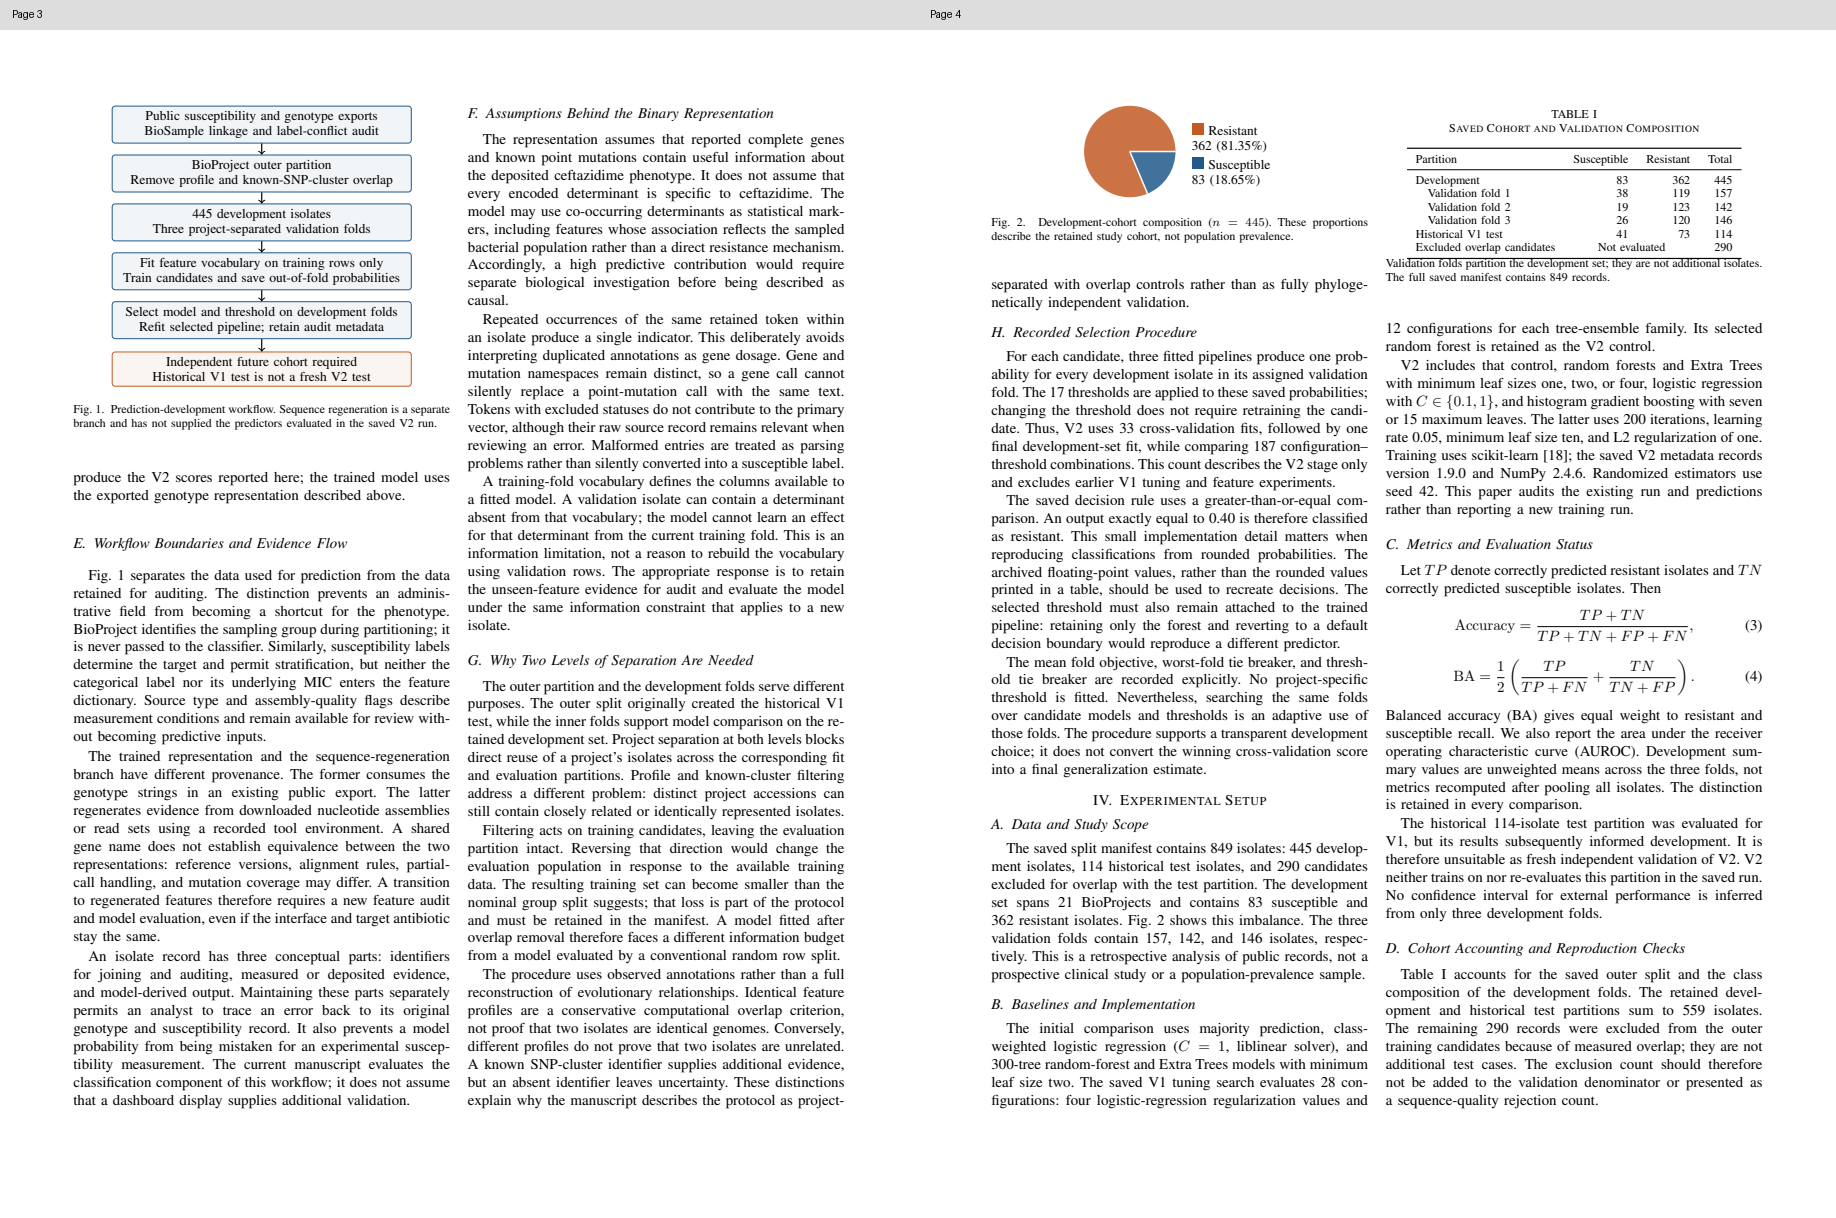 Page 3
Public susceptibility and genotype exports
BioSample linkage and label-conflict audit
BioProject outer partition
Remove profile and known-SNP-cluster overlap
445 development isolates
Three project-separated validation folds
Fit feature vocabulary on training rows only
Train candidates and save out-of-fold probabilities
Select model and threshold on development folds
Refit selected pipeline; retain audit metadata
Independent future cohort required
Historical V1 test is not a fresh V2 test
Fig. 1. Prediction-development workflow. Sequence regeneration is a separate
branch and has not supplied the predictors evaluated in the saved V2 run.
produce the V2 scores reported here; the trained model uses
the exported genotype representation described above.
E. Workflow Boundaries and Evidence Flow
Fig. 1 separates the data used for prediction from the data
retained for auditing. The distinction prevents an adminis-
trative field from becoming a shortcut for the phenotype.
BioProject identifies the sampling group during partitioning; it
is never passed to the classifier. Similarly, susceptibility labels
determine the target and permit stratification, but neither the
categorical label nor its underlying MIC enters the feature
dictionary. Source type and assembly-quality flags describe
measurement conditions and remain available for review with-
out becoming predictive inputs.
The trained representation and the sequence-regeneration
branch have different provenance. The former consumes the
genotype strings in an existing public export. The latter
regenerates evidence from downloaded nucleotide assemblies
or read sets using a recorded tool environment. A shared
gene name does not establish equivalence between the two
representations: reference versions, alignment rules, partial-
call handling, and mutation coverage may differ. A transition
to regenerated features therefore requires a new feature audit
and model evaluation, even if the interface and target antibiotic
stay the same.
An isolate record has three conceptual parts: identifiers
for joining and auditing, measured or deposited evidence,
and model-derived output. Maintaining these parts separately
permits an analyst to trace an error back to its original
genotype and susceptibility record. It also prevents a model
probability from being mistaken for an experimental suscep-
tibility measurement. The current manuscript evaluates the
classification component of this workflow; it does not assume
that a dashboard display supplies additional validation.
F. Assumptions Behind the Binary Representation
The representation assumes that reported complete genes
and known point mutations contain useful information about
the deposited ceftazidime phenotype. It does not assume that
every encoded determinant is specific to ceftazidime. The
model may use co-occurring determinants as statistical mark-
ers, including features whose association reflects the sampled
bacterial population rather than a direct resistance mechanism.
Accordingly, a high predictive contribution would require
separate biological investigation before being described as
causal.
Repeated occurrences of the same retained token within
an isolate produce a single indicator. This deliberately avoids
interpreting duplicated annotations as gene dosage. Gene and
mutation namespaces remain distinct, so a gene call cannot
silently replace a point-mutation call with the same text.
Tokens with excluded statuses do not contribute to the primary
vector, although their raw source record remains relevant when
reviewing an error. Malformed entries are treated as parsing
problems rather than silently converted into a susceptible label.
A training-fold vocabulary defines the columns available to
a fitted model. A validation isolate can contain a determinant
absent from that vocabulary; the model cannot learn an effect
for that determinant from the current training fold. This is an
information limitation, not a reason to rebuild the vocabulary
using validation rows. The appropriate response is to retain
the unseen-feature evidence for audit and evaluate the model
under the same information constraint that applies to a new
isolate.
G. Why Two Levels of Separation Are Needed
The outer partition and the development folds serve different
purposes. The outer split originally created the historical V1
test, while the inner folds support model comparison on the re-
tained development set. Project separation at both levels blocks
direct reuse of a project's isolates across the corresponding fit
and evaluation partitions. Profile and known-cluster filtering
address a different problem: distinct project accessions can
still contain closely related or identically represented isolates.
Filtering acts on training candidates, leaving the evaluation
partition intact. Reversing that direction would change the
evaluation population in response to the available training
data. The resulting training set can become smaller than the
nominal group split suggests; that loss is part of the protocol
and must be retained in the manifest. A model fitted after
overlap removal therefore faces a different information budget
from a model evaluated by a conventional random row split.
The procedure uses observed annotations rather than a full
reconstruction of evolutionary relationships. Identical feature
profiles are a conservative computational overlap criterion,
not proof that two isolates are identical genomes. Conversely,
different profiles do not prove that two isolates are unrelated.
A known SNP-cluster identifier supplies additional evidence,
but an absent identifier leaves uncertainty. These distinctions
explain why the manuscript describes the protocol as project-
Page 4
Resistant
362 (81.35%)
Susceptible
83 (18.65%)
Fig. 2. Development-cohort composition (n = 445). These proportions
describe the retained study cohort, not population prevalence.
separated with overlap controls rather than as fully phyloge-
netically independent validation.
H. Recorded Selection Procedure
For each candidate, three fitted pipelines produce one prob-
ability for every development isolate in its assigned validation
fold. The 17 thresholds are applied to these saved probabilities;
changing the threshold does not require retraining the candi-
date. Thus, V2 uses 33 cross-validation fits, followed by one
final development-set fit, while comparing 187 configuration–
threshold combinations. This count describes the V2 stage only
and excludes earlier V1 tuning and feature experiments.
The saved decision rule uses a greater-than-or-equal com-
parison. An output exactly equal to 0.40 is therefore classified
as resistant. This small implementation detail matters when
reproducing classifications from rounded probabilities. The
archived floating-point values, rather than the rounded values
printed in a table, should be used to recreate decisions. The
selected threshold must also remain attached to the trained
pipeline: retaining only the forest and reverting to a default
decision boundary would reproduce a different predictor.
The mean fold objective, worst-fold tie breaker, and thresh-
old tie breaker are recorded explicitly. No project-specific
threshold is fitted. Nevertheless, searching the same folds
over candidate models and thresholds is an adaptive use of
those folds. The procedure supports a transparent development
choice; it does not convert the winning cross-validation score
into a final generalization estimate.
IV. EXPERIMENTAL SETUP
A. Data and Study Scope
The saved split manifest contains 849 isolates: 445 develop-
ment isolates, 114 historical test isolates, and 290 candidates
excluded for overlap with the test partition. The development
set spans 21 BioProjects and contains 83 susceptible and
362 resistant isolates. Fig. 2 shows this imbalance. The three
validation folds contain 157, 142, and 146 isolates, respec-
tively. This is a retrospective analysis of public records, not a
prospective clinical study or a population-prevalence sample.
B. Baselines and Implementation
The initial comparison uses majority prediction, class-
weighted logistic regression (C = 1, liblinear solver), and
300-tree random-forest and Extra Trees models with minimum
leaf size two. The saved V1 tuning search evaluates 28 con-
figurations: four logistic-regression regularization values and
TABLE I
SAVED COHORT AND VALIDATION COMPOSITION
Partition Susceptible Resistant Total
Development 83 362 445
Validation fold 1 38 119 157
Validation fold 2 19 123 142
Validation fold 3 26 120 146
Historical V1 test 41 73 114
Excluded overlap candidates Not evaluated 290
Validation folds partition the development set; they are not additional isolates.
The full saved manifest contains 849 records.
12 configurations for each tree-ensemble family. Its selected
random forest is retained as the V2 control.
V2 includes that control, random forests and Extra Trees
with minimum leaf sizes one, two, or four, logistic regression
with C ∈ {0.1, 1}, and histogram gradient boosting with seven
or 15 maximum leaves. The latter uses 200 iterations, learning
rate 0.05, minimum leaf size ten, and L2 regularization of one.
Training uses scikit-learn [18]; the saved V2 metadata records
version 1.9.0 and NumPy 2.4.6. Randomized estimators use
seed 42. This paper audits the existing run and predictions
rather than reporting a new training run.
C. Metrics and Evaluation Status
Let TP denote correctly predicted resistant isolates and TN
correctly predicted susceptible isolates. Then
Accuracy = (TP + TN) / (TP + TN + FP + FN), (3)
BA = 1/2 (TP / (TP + FN) + TN / (TN + FP)). (4)
Balanced accuracy (BA) gives equal weight to resistant and
susceptible recall. We also report the area under the receiver
operating characteristic curve (AUROC). Development sum-
mary values are unweighted means across the three folds, not
metrics recomputed after pooling all isolates. The distinction
is retained in every comparison.
The historical 114-isolate test partition was evaluated for
V1, but its results subsequently informed development. It is
therefore unsuitable as fresh independent validation of V2. V2
neither trains on nor re-evaluates this partition in the saved run.
No confidence interval for external performance is inferred
from only three development folds.
D. Cohort Accounting and Reproduction Checks
Table I accounts for the saved outer split and the class
composition of the development folds. The retained devel-
opment and historical test partitions sum to 559 isolates.
The remaining 290 records were excluded from the outer
training candidates because of measured overlap; they are not
additional test cases. The exclusion count should therefore
not be added to the validation denominator or presented as
a sequence-quality rejection count.